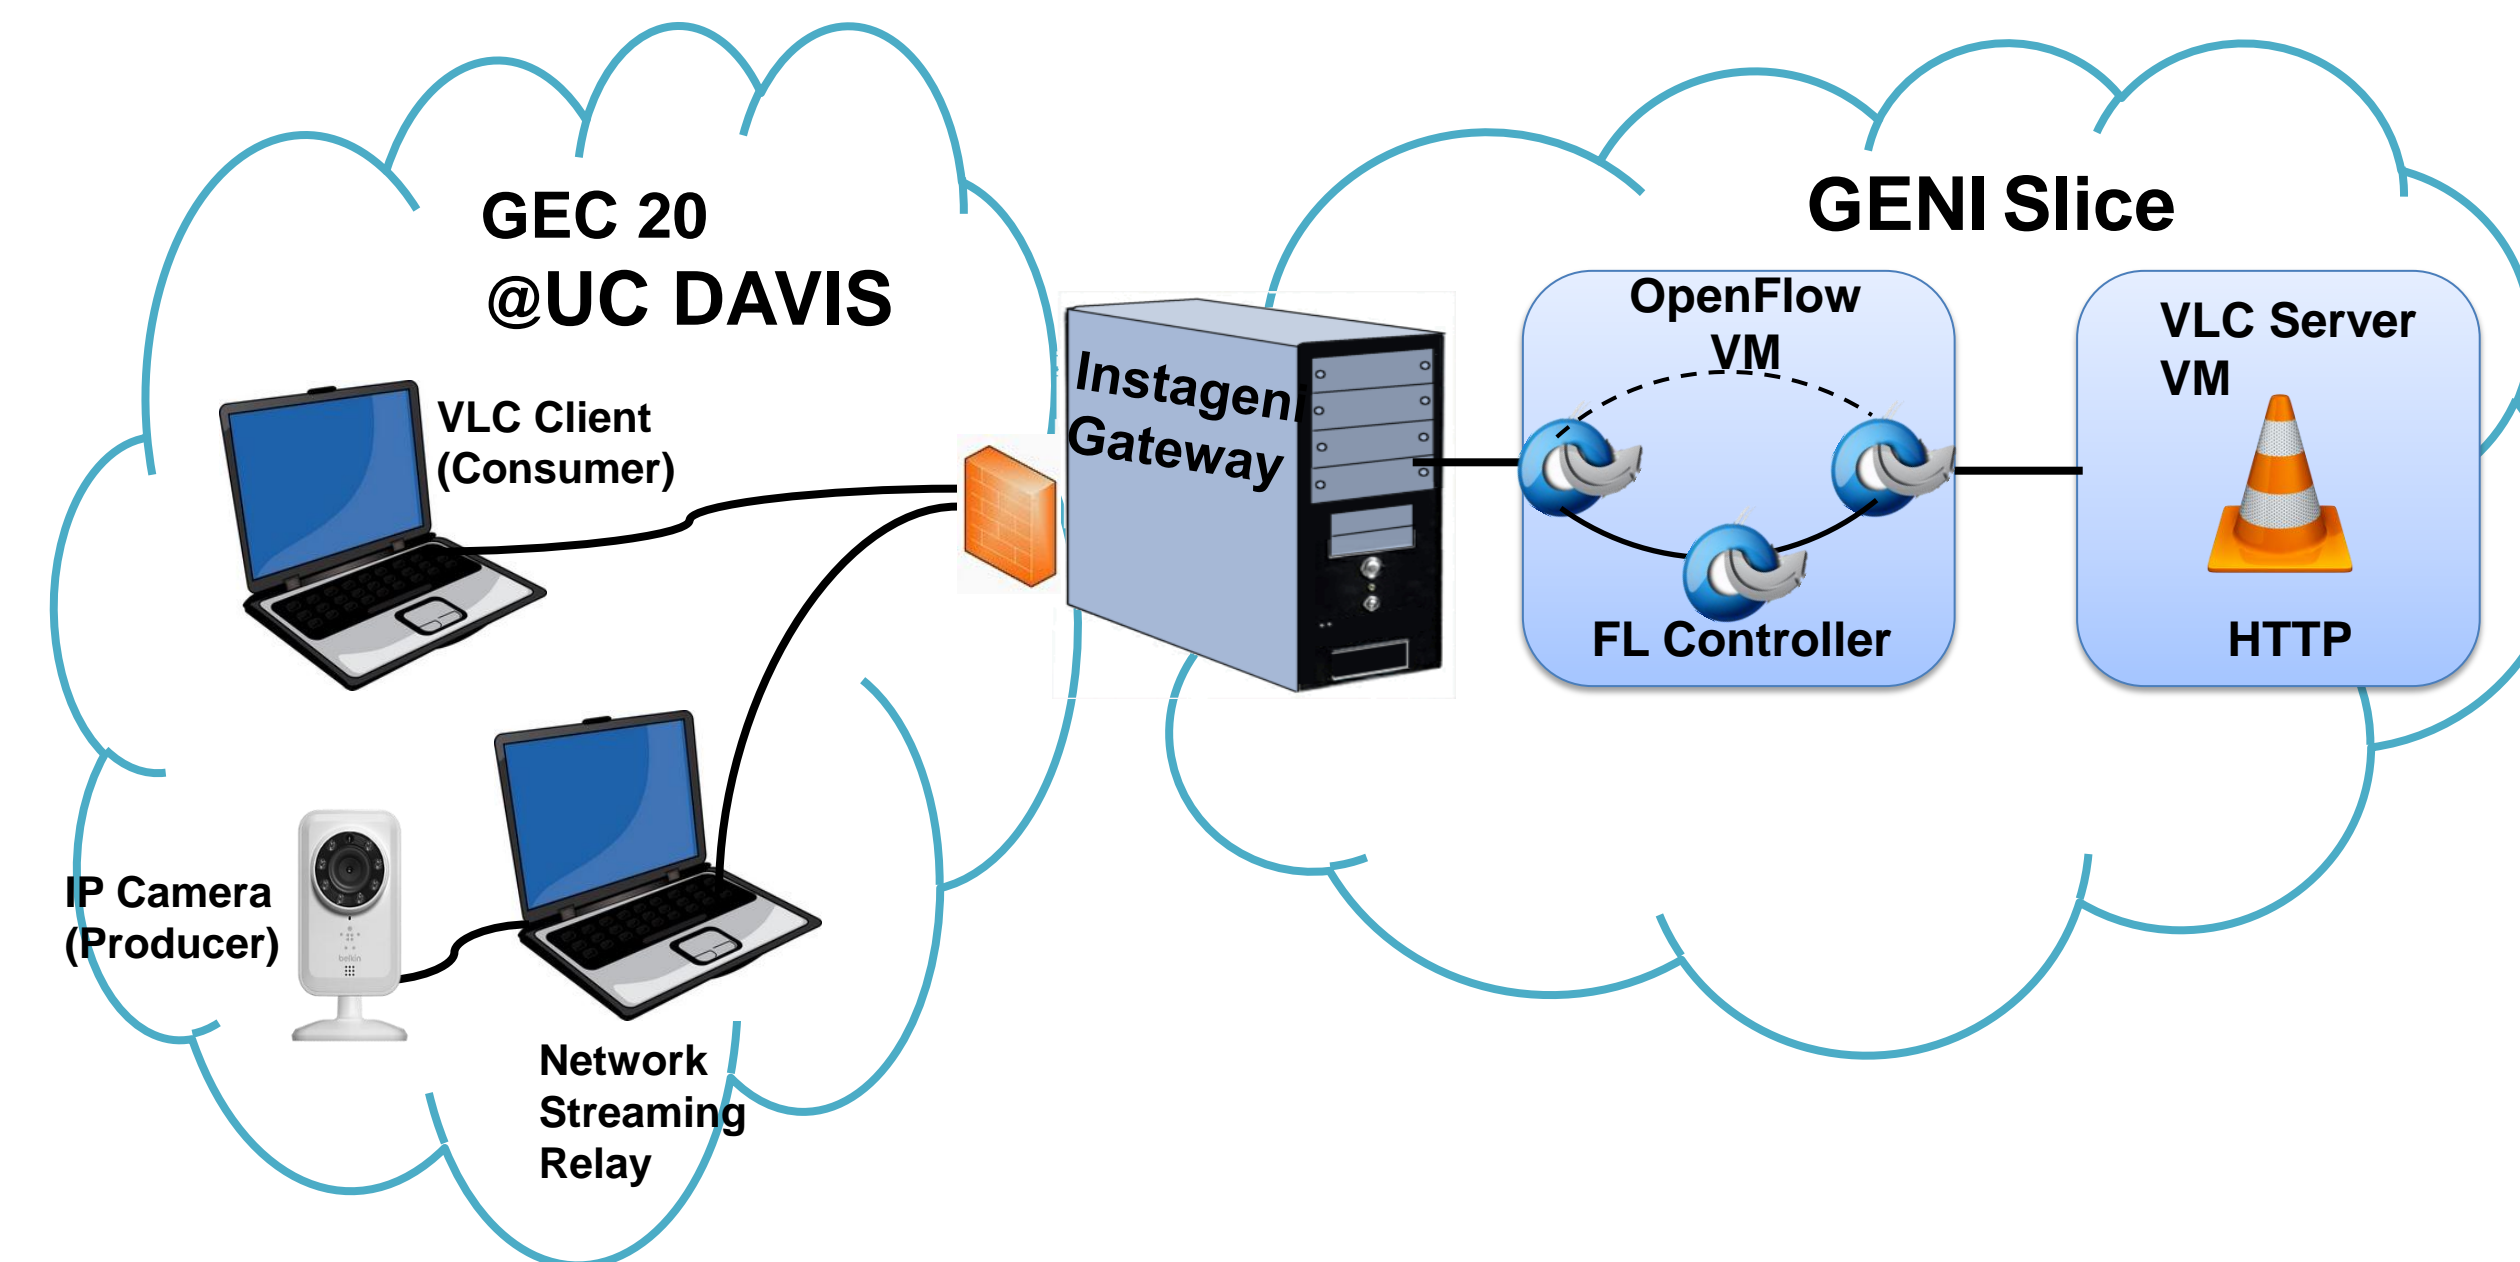 GEC 20
@UC DAVIS
GENI Slice
VLC Client
(Consumer)
Instageni
Gateway
OpenFlow
VM
FL Controller
VLC Server
VM
HTTP
IP Camera
(Producer)
belkin
Network
Streaming
Relay